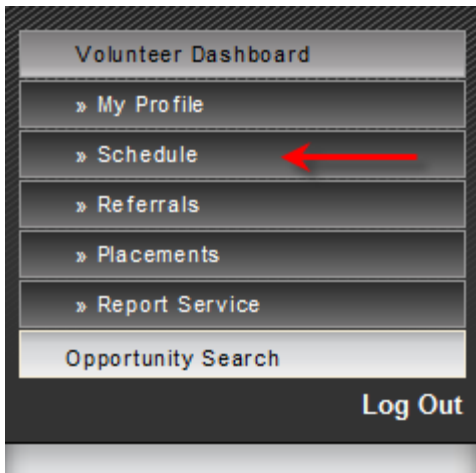 Volunteer Dashboard
» My Profile
» Schedule
» Referrals
» Placements
» Report Service
Opportunity Search
Log Out